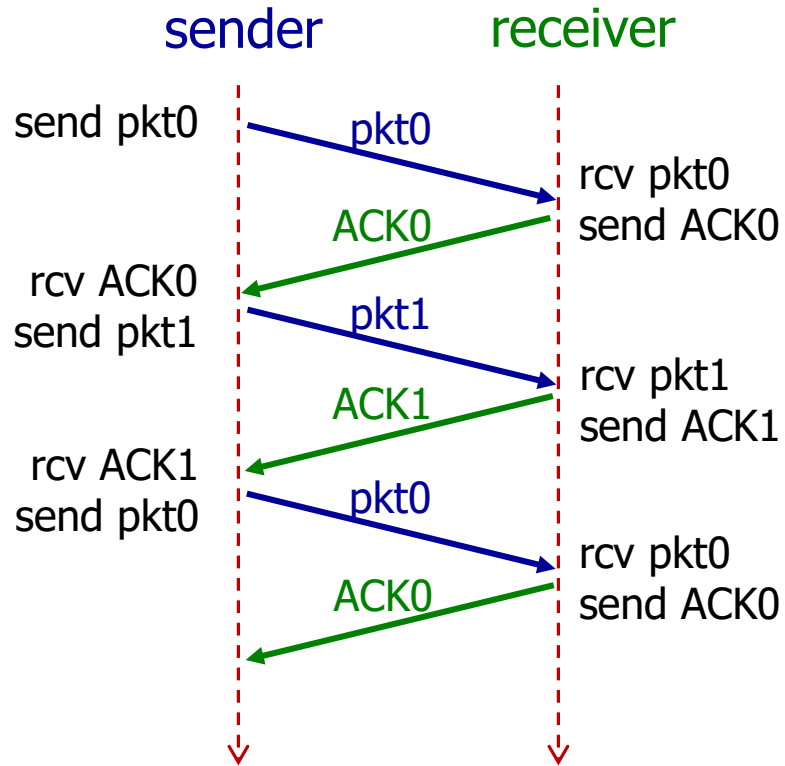 sender
receiver
send pkt0
pkt0
rcv pkt0
send ACK0
ACK0
rcv ACK0
send pkt1
pkt1
rcv pkt1
send ACK1
ACK1
rcv ACK1
send pkt0
pkt0
rcv pkt0
send ACK0
ACK0